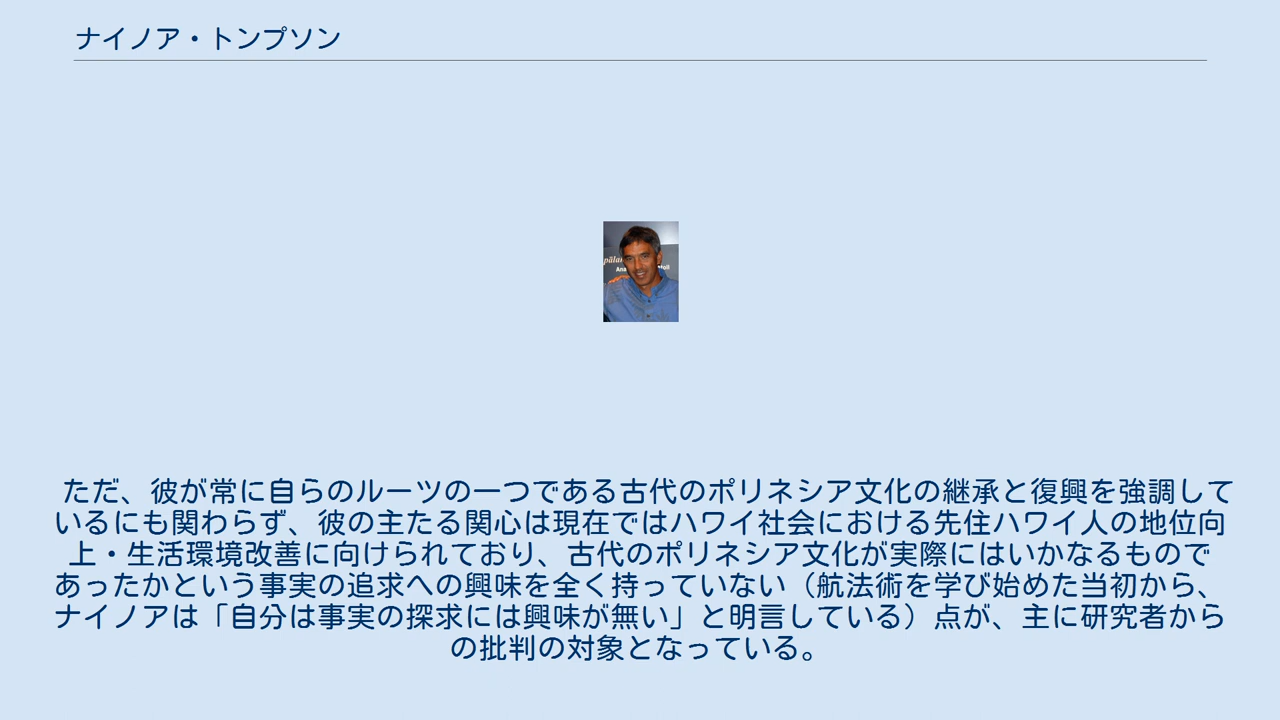 ナイノア・トンプソン
pālar
Ana
ただ、彼が常に自らのルーツの一つである古代のポリネシア文化の継承と復興を強調して
いるにも関わらず、彼の主たる関心は現在ではハワイ社会における先住ハワイ人の地位向
上・生活環境改善に向けられており、古代のポリネシア文化が実際にはいかなるもので
あったかという事実の追求への興味を全く持っていない（航法術を学び始めた当初から、
ナイノアは「自分は事実の探求には興味が無い」と明言している）点が、主に研究者から
の批判の対象となっている。